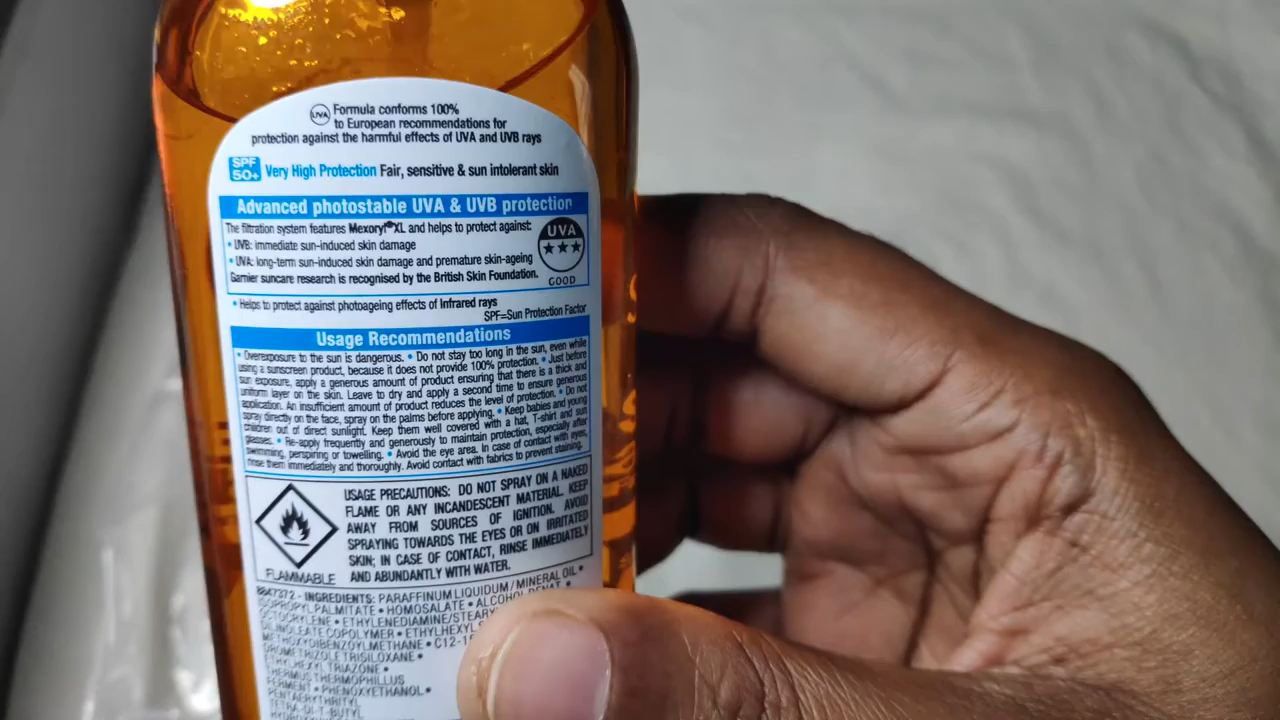 UVA Formula conforms 100%
to European recommendations for
protection against the harmful effects of UVA and UVB rays
SPF
50+
Very High Protection Fair, sensitive & sun intolerant skin
Advanced photostable UVA & UVB protection
The filtration system features Mexoryl® XL and helps to protect against:
• UVB: immediate sun-induced skin damage
• UVA: long-term sun-induced skin damage and premature skin-ageing
Garnier suncare research is recognised by the British Skin Foundation.
UVA
★★★
GOOD
• Helps to protect against photoageing effects of Infrared rays
SPF=Sun Protection Factor
Usage Recommendations
• Overexposure to the sun is dangerous. • Do not stay too long in the sun, even while
using a sunscreen product, because it does not provide 100% protection. • Just before
sun exposure, apply a generous amount of product ensuring that there is a thick and
uniform layer on the skin. Leave to dry and apply a second time to ensure generous
application. An insufficient amount of product reduces the level of protection. • Do not
spray directly on the face, spray on the palms before applying. • Keep babies and young
children out of direct sunlight. Keep them well covered with a hat, T-shirt and sun
glasses. • Re-apply frequently and generously to maintain protection, especially after
swimming, perspiring or towelling. • Avoid the eye area. In case of contact with eyes,
rinse them immediately and thoroughly. Avoid contact with fabrics to prevent staining.
FLAMMABLE
USAGE PRECAUTIONS: DO NOT SPRAY ON A NAKED
FLAME OR ANY INCANDESCENT MATERIAL. KEEP
AWAY FROM SOURCES OF IGNITION. AVOID
SPRAYING TOWARDS THE EYES OR ON IRRITATED
SKIN; IN CASE OF CONTACT, RINSE IMMEDIATELY
AND ABUNDANTLY WITH WATER.
8847372 - INGREDIENTS: PARAFFINUM LIQUIDUM / MINERAL OIL •
ISOPROPYL PALMITATE • HOMOSALATE • ALCOHOL DENAT. •
OCTOCRYLENE • ETHYLENEDIAMINE/STEARYL
DILINOLEATE COPOLYMER • ETHYLHEXYL
METHOXYDIBENZOYLMETHANE • C12-15
DROMETRIZOLE TRISILOXANE •
ETHYLHEXYL TRIAZONE •
THERMUS THERMOPHILLUS
FERMENT • PHENOXYETHANOL •
PENTAERYTHRITYL
TETRA-DI-T-BUTYL